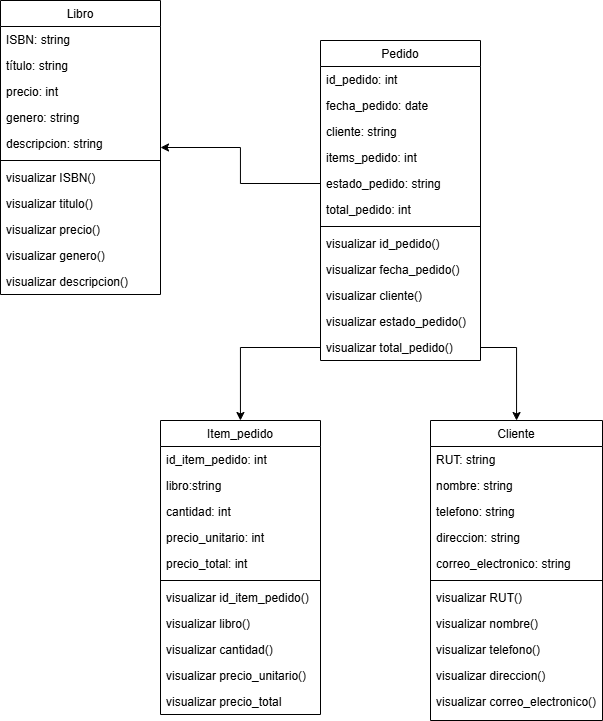 Libro
ISBN: string
título: string
precio: int
genero: string
descripcion: string
visualizar ISBN()
visualizar titulo()
visualizar precio()
visualizar genero()
visualizar descripcion()
Pedido
id_pedido: int
fecha_pedido: date
cliente: string
items_pedido: int
estado_pedido: string
total_pedido: int
visualizar id_pedido()
visualizar fecha_pedido()
visualizar cliente()
visualizar estado_pedido()
visualizar total_pedido()
Item_pedido
id_item_pedido: int
libro:string
cantidad: int
precio_unitario: int
precio_total: int
visualizar id_item_pedido()
visualizar libro()
visualizar cantidad()
visualizar precio_unitario()
visualizar precio_total
Cliente
RUT: string
nombre: string
telefono: string
direccion: string
correo_electronico: string
visualizar RUT()
visualizar nombre()
visualizar telefono()
visualizar direccion()
visualizar correo_electronico()